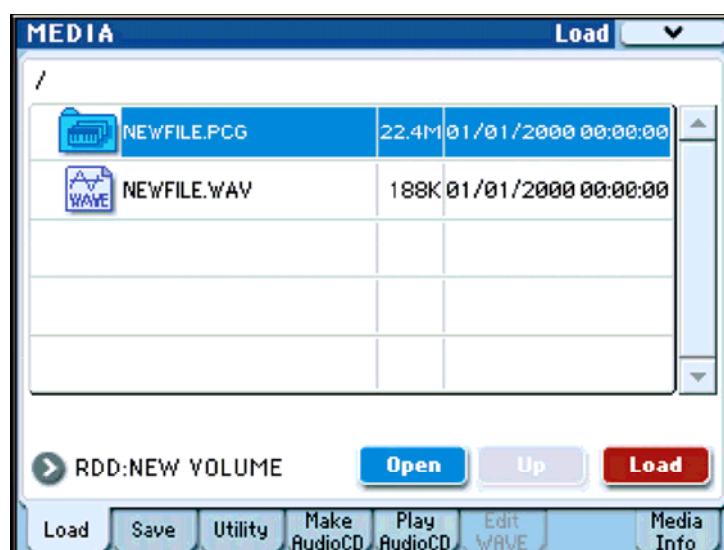 MEDIA Load
/
NEWFILE.PCG 22.4M 01/01/2000 00:00:00
WAVE NEWFILE.WAV 188K 01/01/2000 00:00:00
RDD:NEW VOLUME Open Up Load
Load Save Utility Make AudioCD Play AudioCD Edit WAVE Media Info